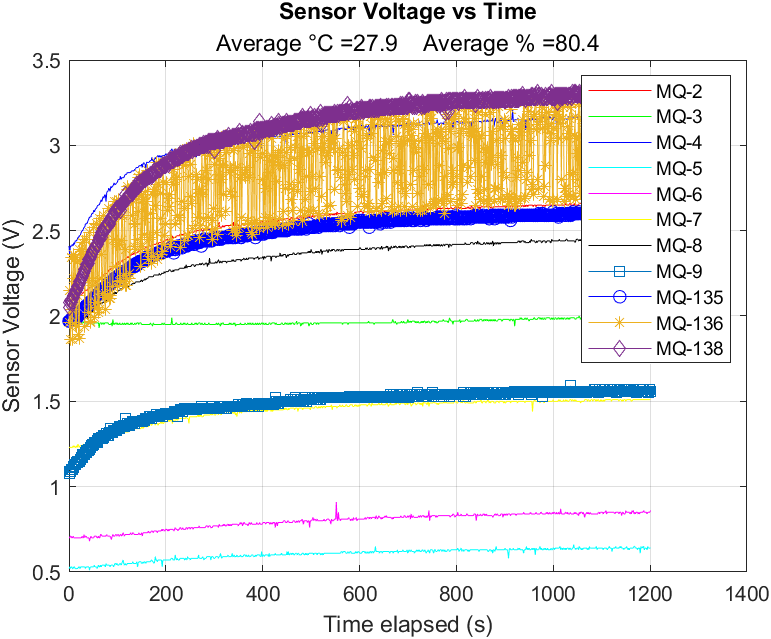 Sensor Voltage vs Time
Average °C =27.9 Average % =80.4
3.5
3
2.5
2
1.5
1
0.5
Sensor Voltage (V)
MQ-2
MQ-3
MQ-4
MQ-5
MQ-6
MQ-7
MQ-8
MQ-9
MQ-135
MQ-136
MQ-138
0 200 400 600 800 1000 1200 1400
Time elapsed (s)